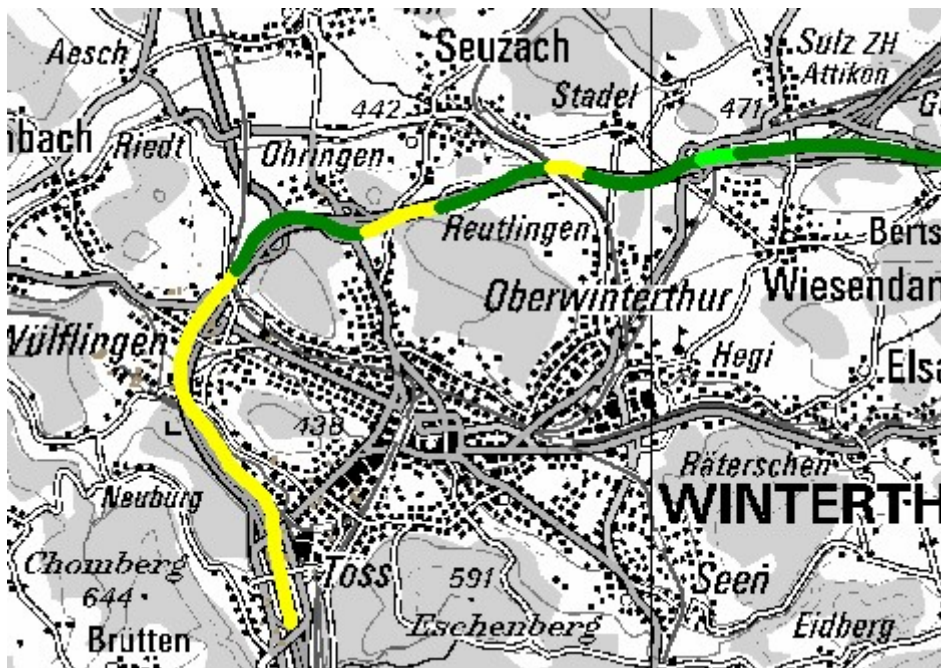 Aesch
Seuzach
Sulz ZH
Attikon
442
Stadel
471
G
nbach
Riedt
Ohringen
Reutlingen
Berts
Oberwinterthur
Wiesendan
Wülflingen
Hegi
Elsa
438
Räterschen
Neuburg
WINTERTH
Chomberg
644
Töss
591
Seen
Brütten
Eschenberg
Eidberg